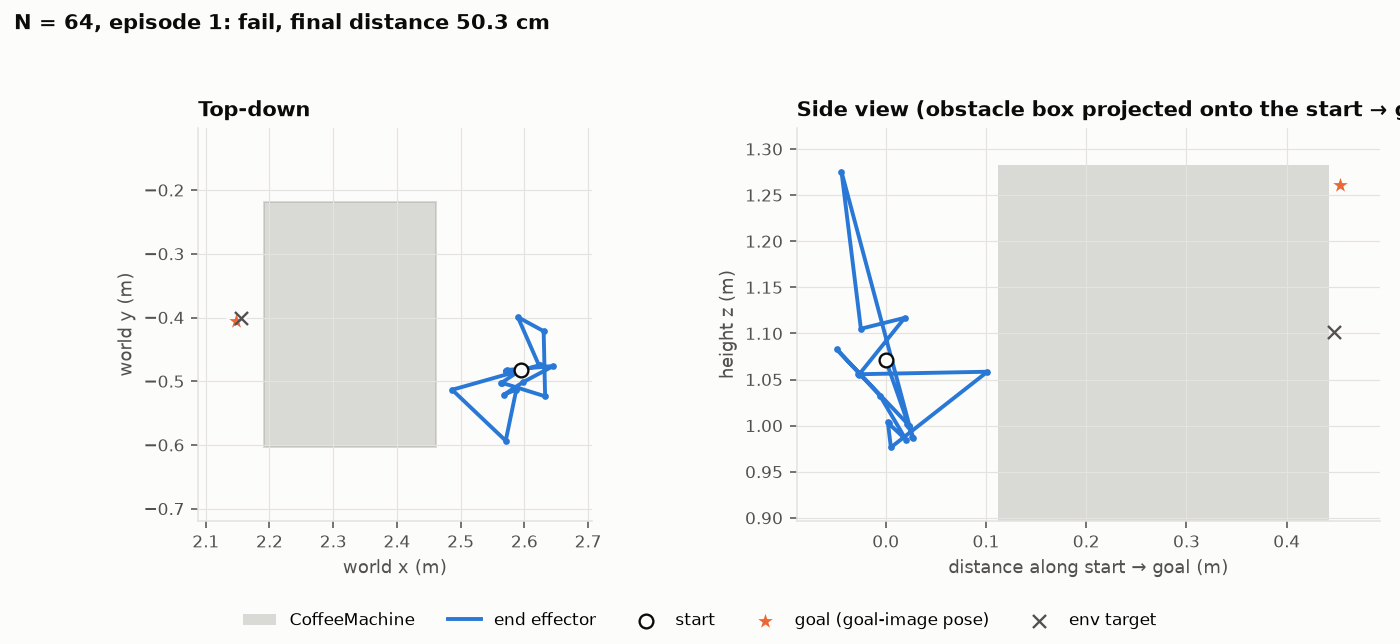 N = 64, episode 1: fail, final distance 50.3 cm
Top-down
Side view (obstacle box projected onto the start → g
−0.2
−0.3
−0.4
−0.5
−0.6
−0.7
world y (m)
2.1 2.2 2.3 2.4 2.5 2.6 2.7
world x (m)
1.30
1.25
1.20
1.15
1.10
1.05
1.00
0.95
0.90
height z (m)
0.0 0.1 0.2 0.3 0.4
distance along start → goal (m)
CoffeeMachine end effector start goal (goal-image pose) env target